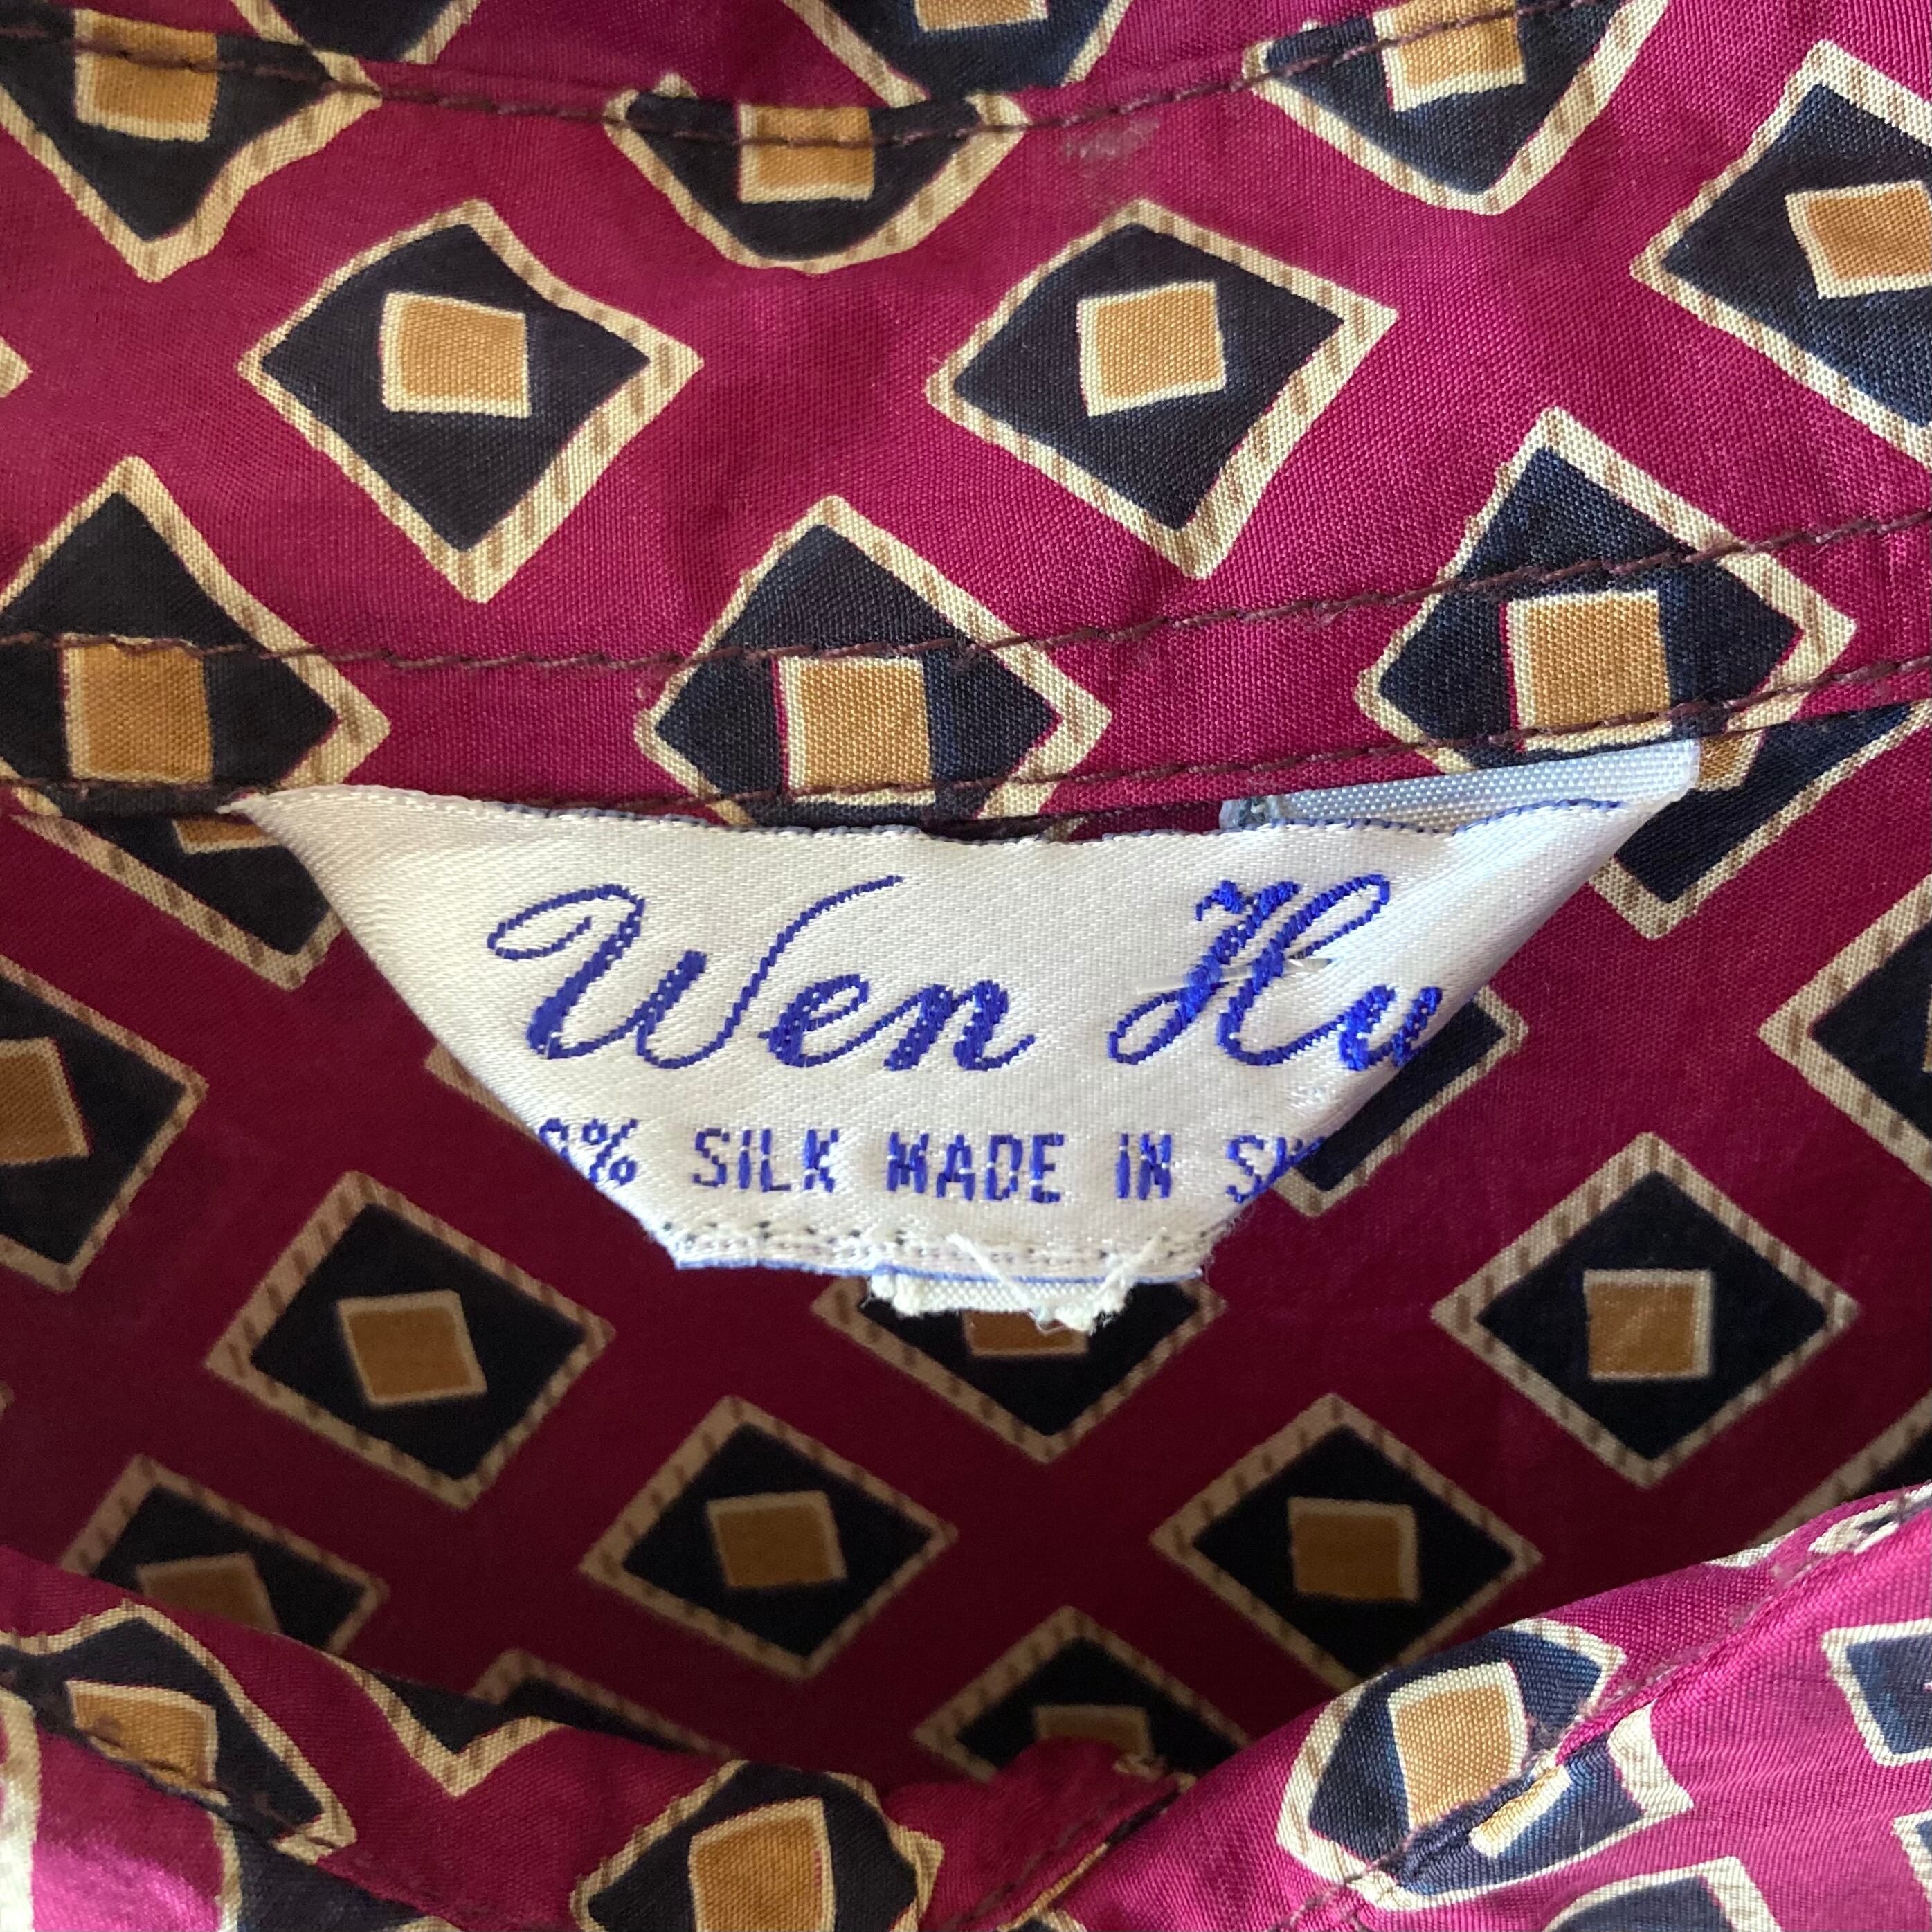 Wen Hu
% SILK MADE IN